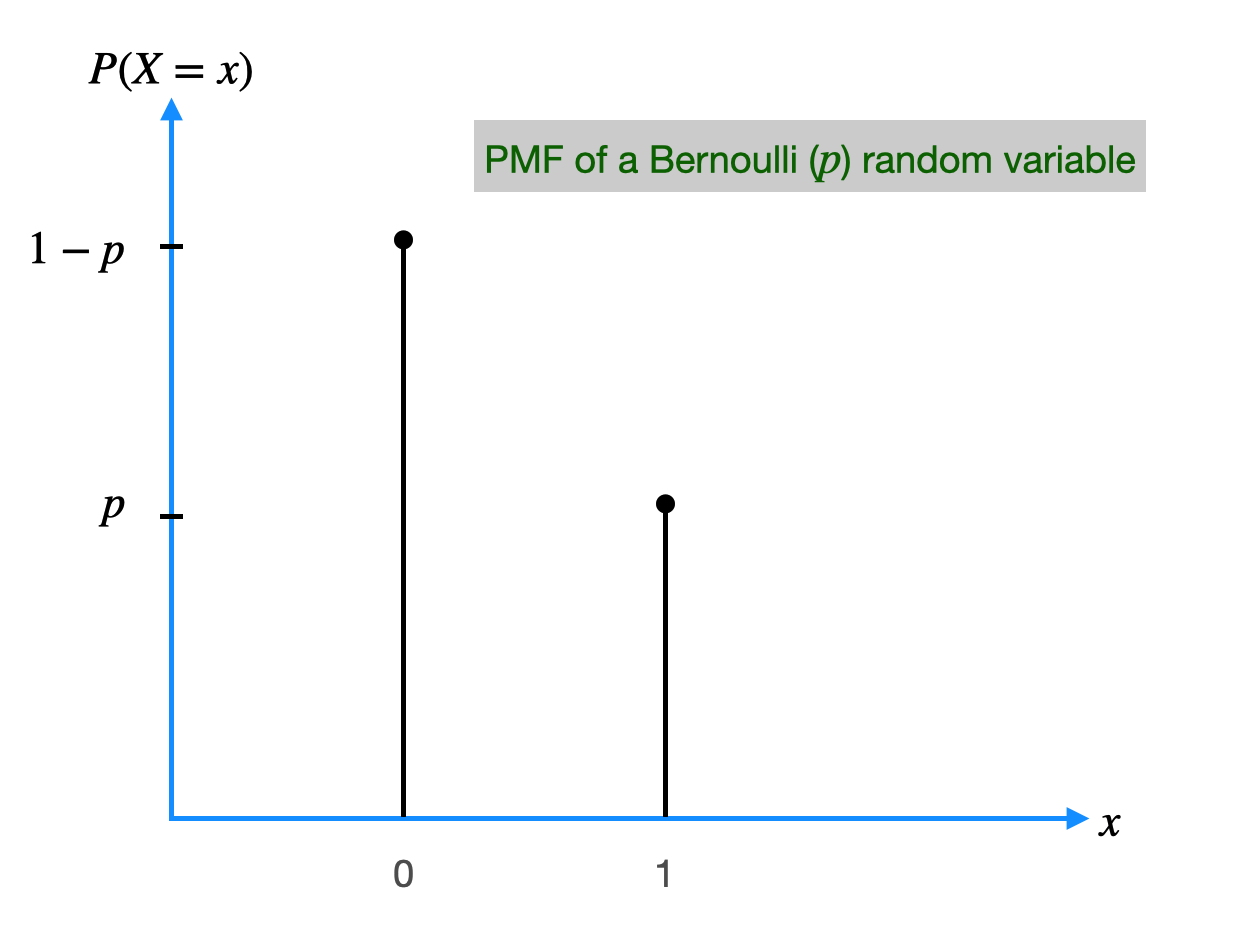 P(X = x)
PMF of a Bernoulli (p) random variable
1 − p
p
x
0 1